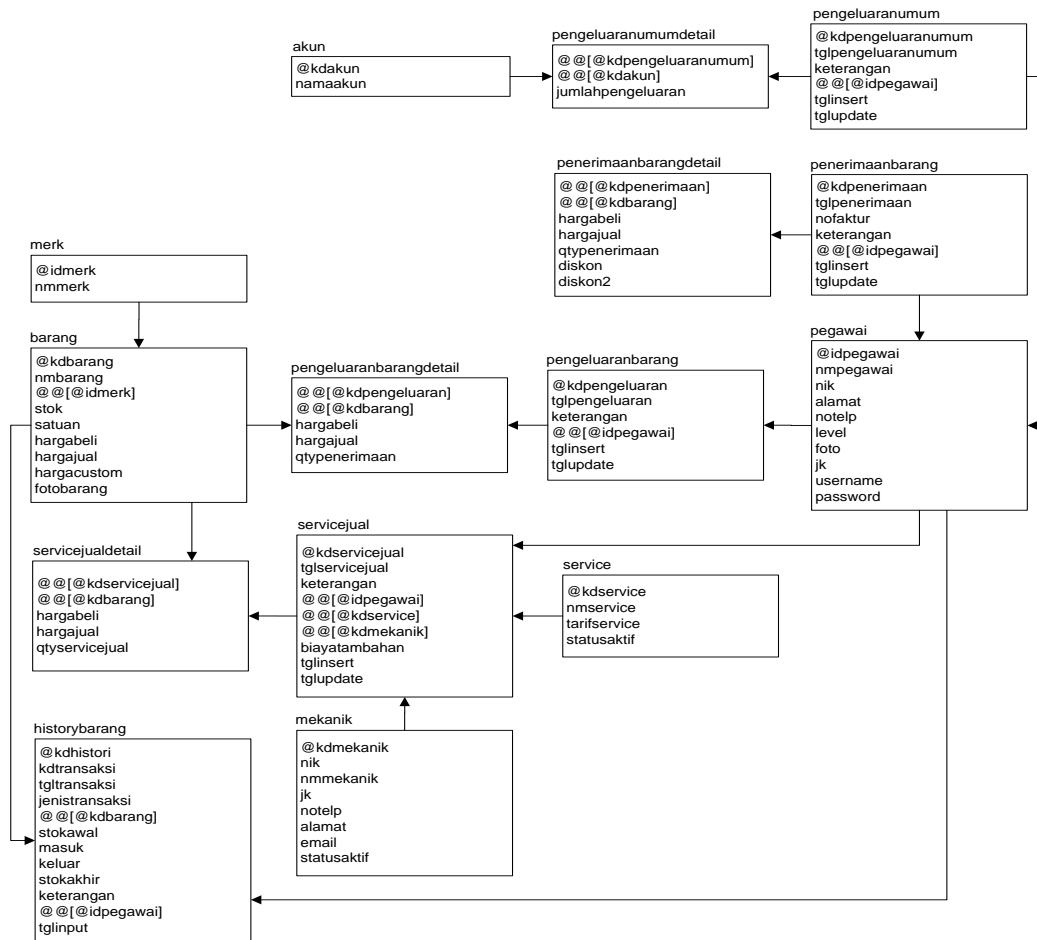 akun
@kdakun
namaakun
pengeluaranumumdetail
@@[@kdpengeluaranumum]
@@[@kdakun]
jumlahpengeluaran
pengeluaranumum
@kdpengeluaranumum
tglpengeluaranumum
keterangan
@@[@idpegawai]
tglinsert
tglupdate
penerimaanbarangdetail
@@[@kdpenerimaan]
@@[@kdbarang]
hargabeli
hargajual
qtypenerimaan
diskon
diskon2
penerimaanbarang
@kdpenerimaan
tglpenerimaan
nofaktur
keterangan
@@[@idpegawai]
tglinsert
tglupdate
merk
@idmerk
nmmerk
barang
@kdbarang
nmbarang
@@[@idmerk]
stok
satuan
hargabeli
hargajual
hargacustom
fotobarang
pengeluaranbarangdetail
@@[@kdpengeluaran]
@@[@kdbarang]
hargabeli
hargajual
qtypenerimaan
pengeluaranbarang
@kdpengeluaran
tglpengeluaran
keterangan
@@[@idpegawai]
tglinsert
tglupdate
pegawai
@idpegawai
nmpegawai
nik
alamat
notelp
level
foto
jk
username
password
servicejualdetail
@@[@kdservicejual]
@@[@kdbarang]
hargabeli
hargajual
qtyservicejual
servicejual
@kdservicejual
tglservicejual
keterangan
@@[@idpegawai]
@@[@kdservice]
@@[@kdmekanik]
biayatambahan
tglinsert
tglupdate
service
@kdservice
nmservice
tarifservice
statusaktif
historybarang
@kdhistori
kdtransaksi
tgltransaksi
jenistransaksi
@@[@kdbarang]
stokawal
masuk
keluar
stokakhir
keterangan
@@[@idpegawai]
tglinput
mekanik
@kdmekanik
nik
nmmekanik
jk
notelp
alamat
email
statusaktif